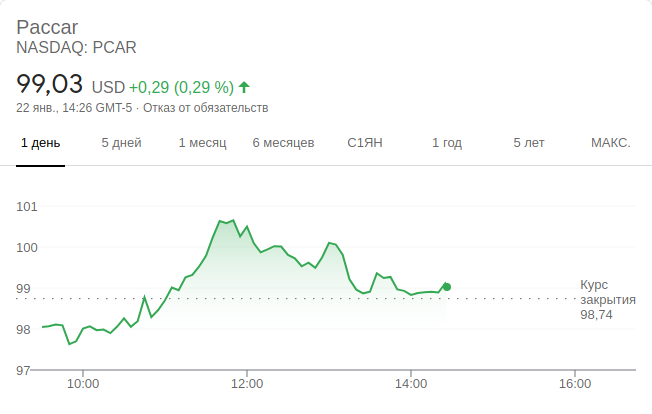 Paccar
NASDAQ: PCAR
99,03 USD +0,29 (0,29 %)
22 янв., 14:26 GMT-5 · Отказ от обязательств
1 день 5 дней 1 месяц 6 месяцев С1ЯН 1 год 5 лет МАКС.
101
100
99
98
97
Курс
закрытия
98,74
10:00 12:00 14:00 16:00